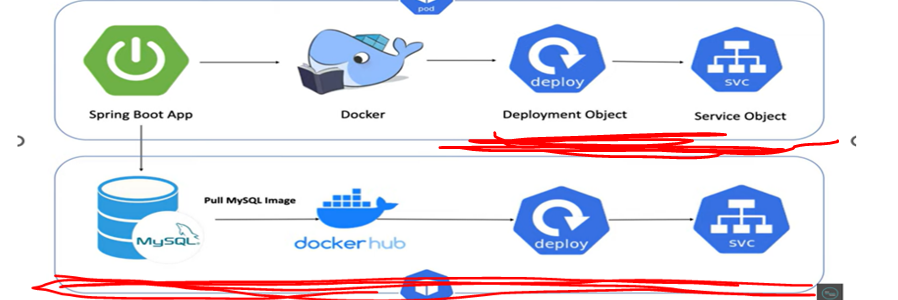 pod
deploy
svc
Spring Boot App
Docker
Deployment Object
Service Object
Pull MySQL Image
MySQL
dockerhub
deploy
svc